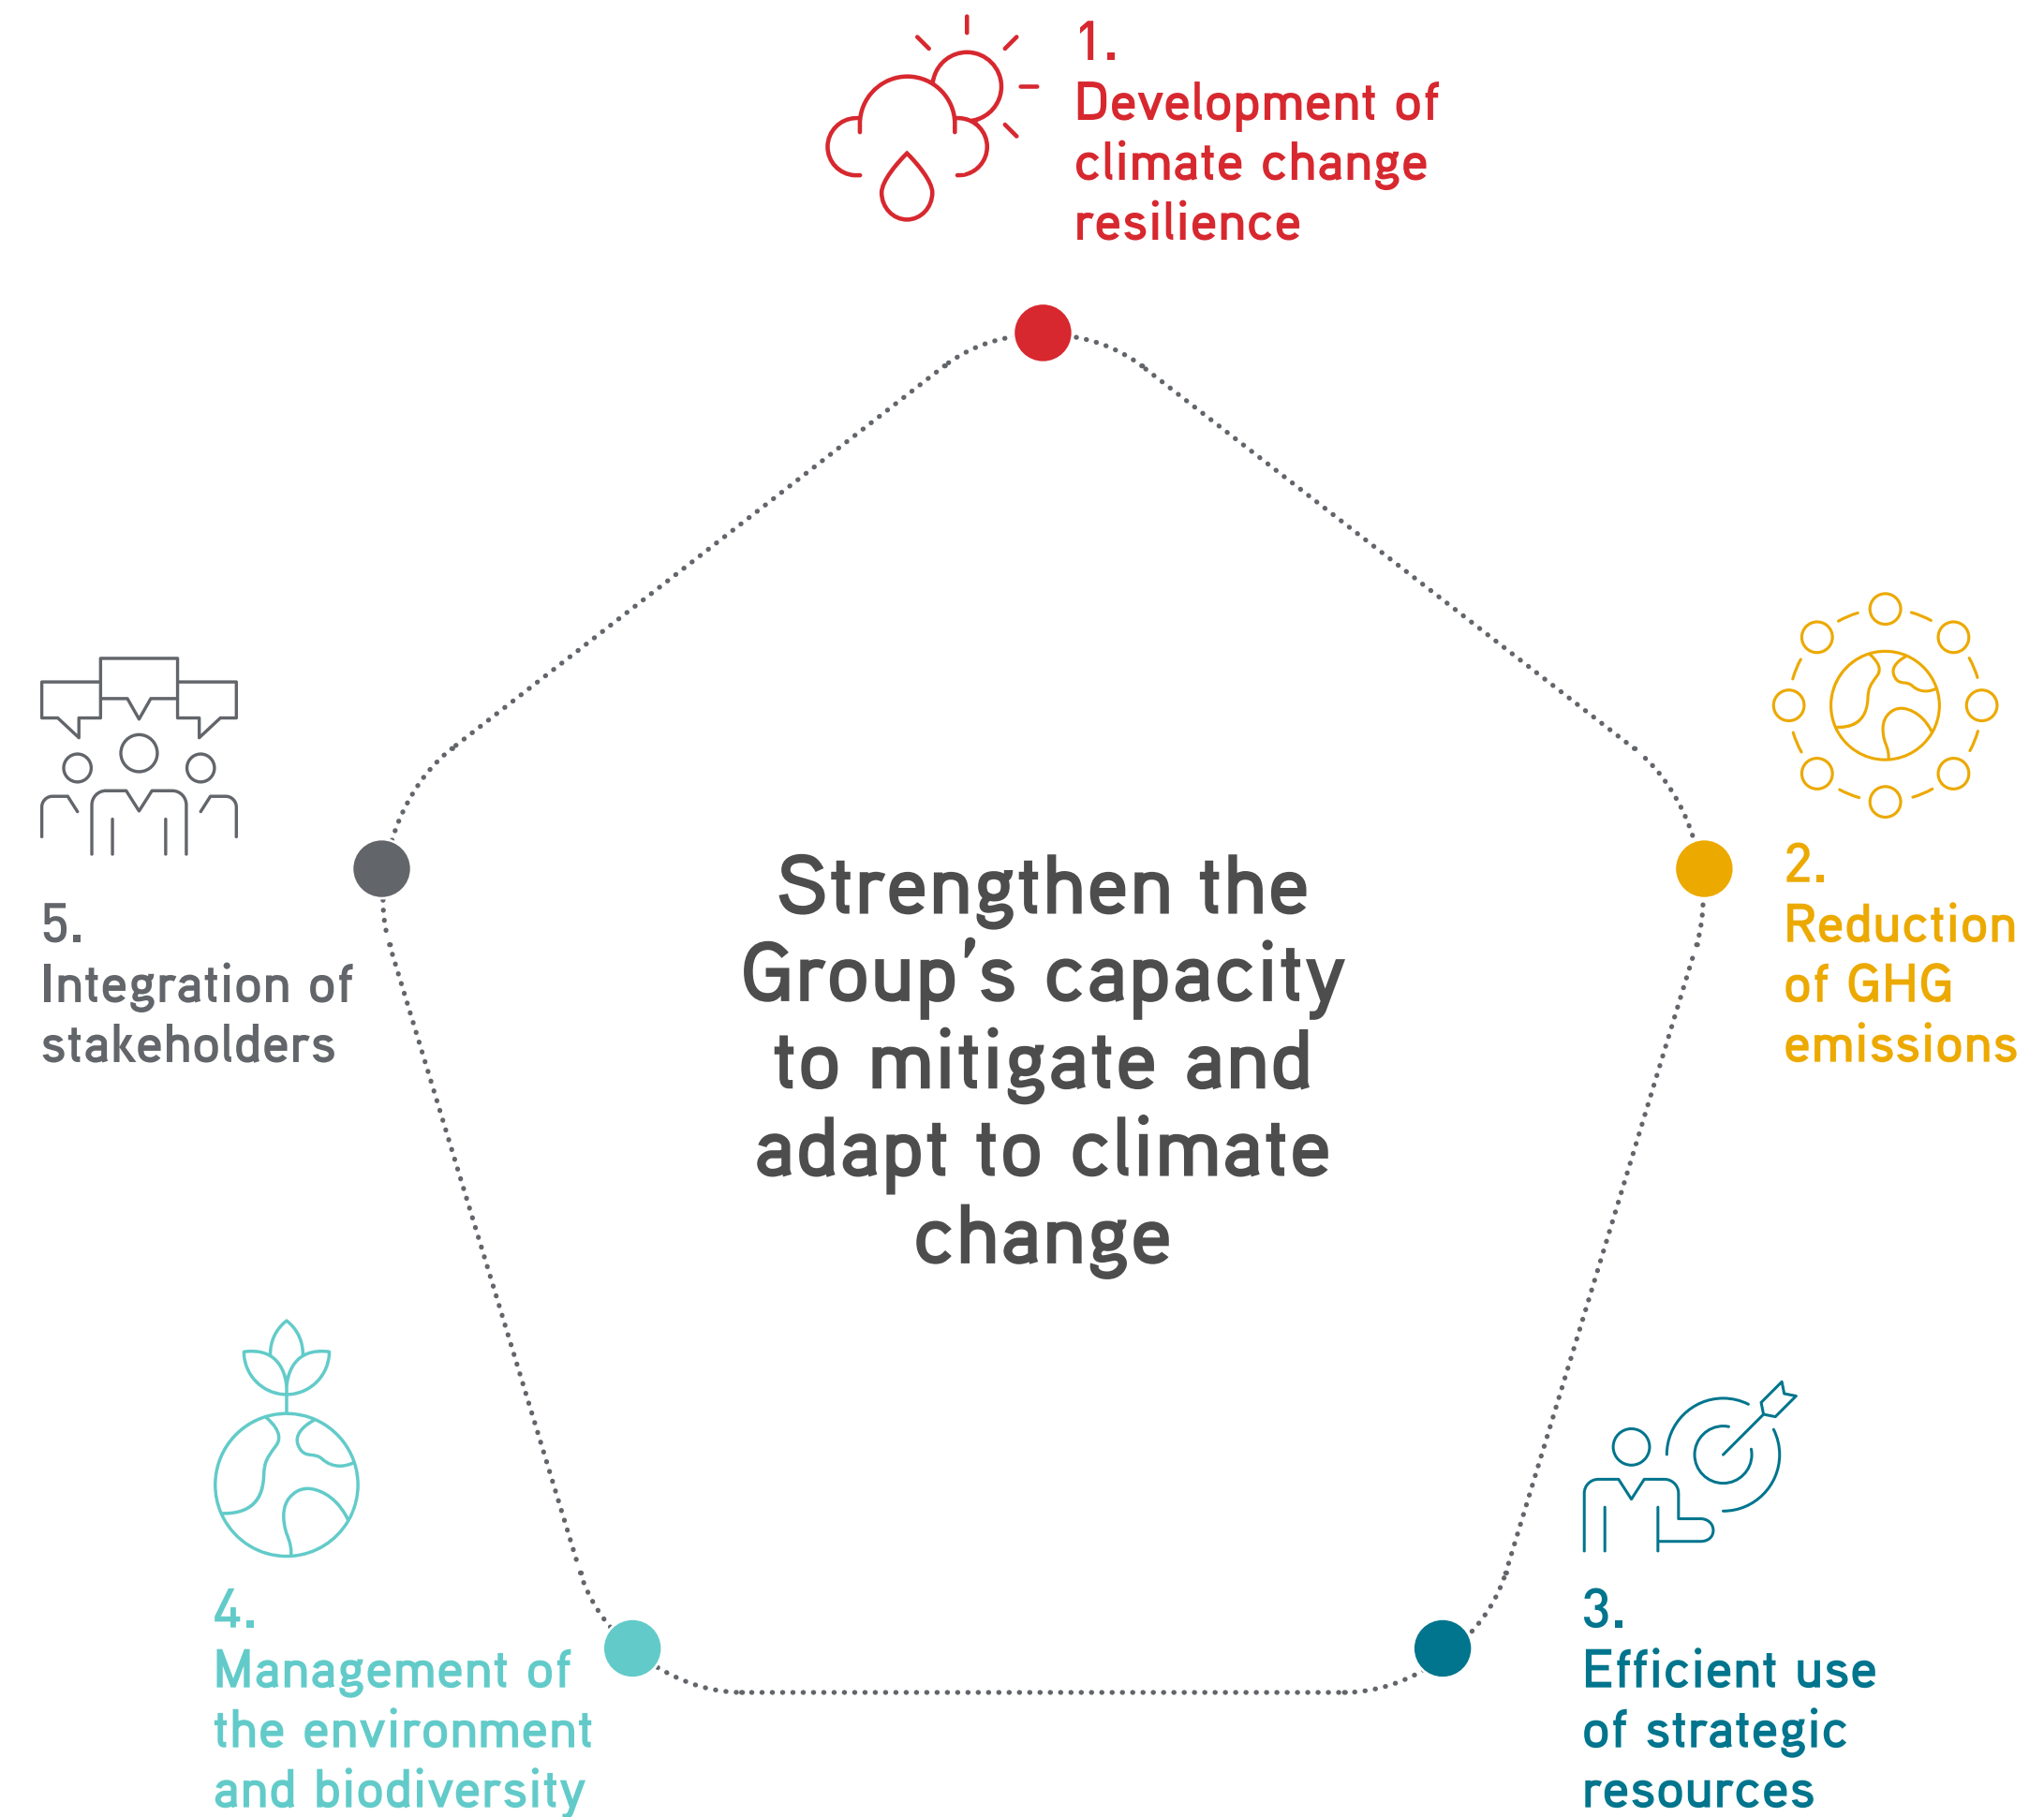 1.
Development of
climate change
resilience
2.
Reduction
of GHG
emissions
3.
Efficient use
of strategic
resources
4.
Management of
the environment
and biodiversity
5.
Integration of
stakeholders
Strengthen the
Group's capacity
to mitigate and
adapt to climate
change